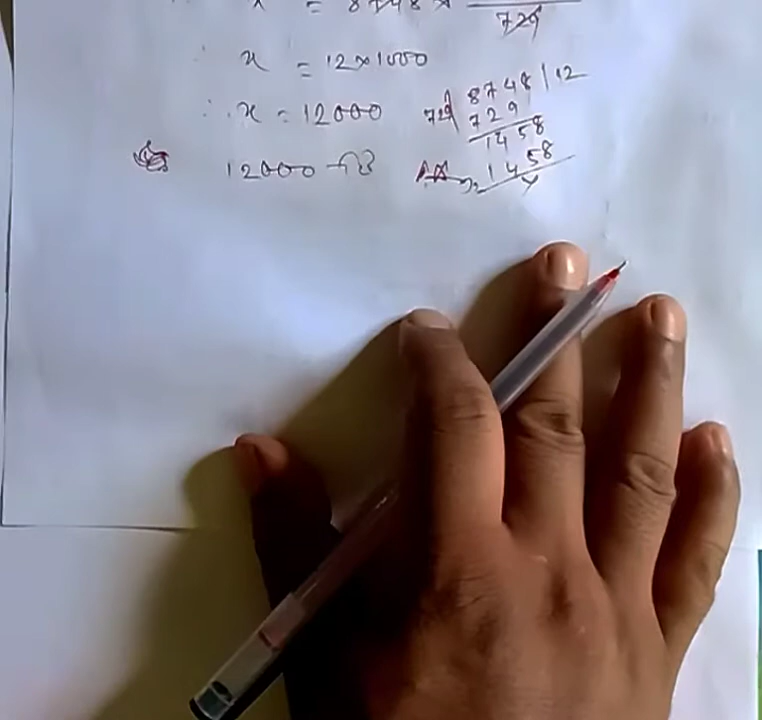 x = 8748 ×
729
∴ x = 12×1000
∴ x = 12000
729) 8748 | 12
729
1458
1458
×
12000 টি